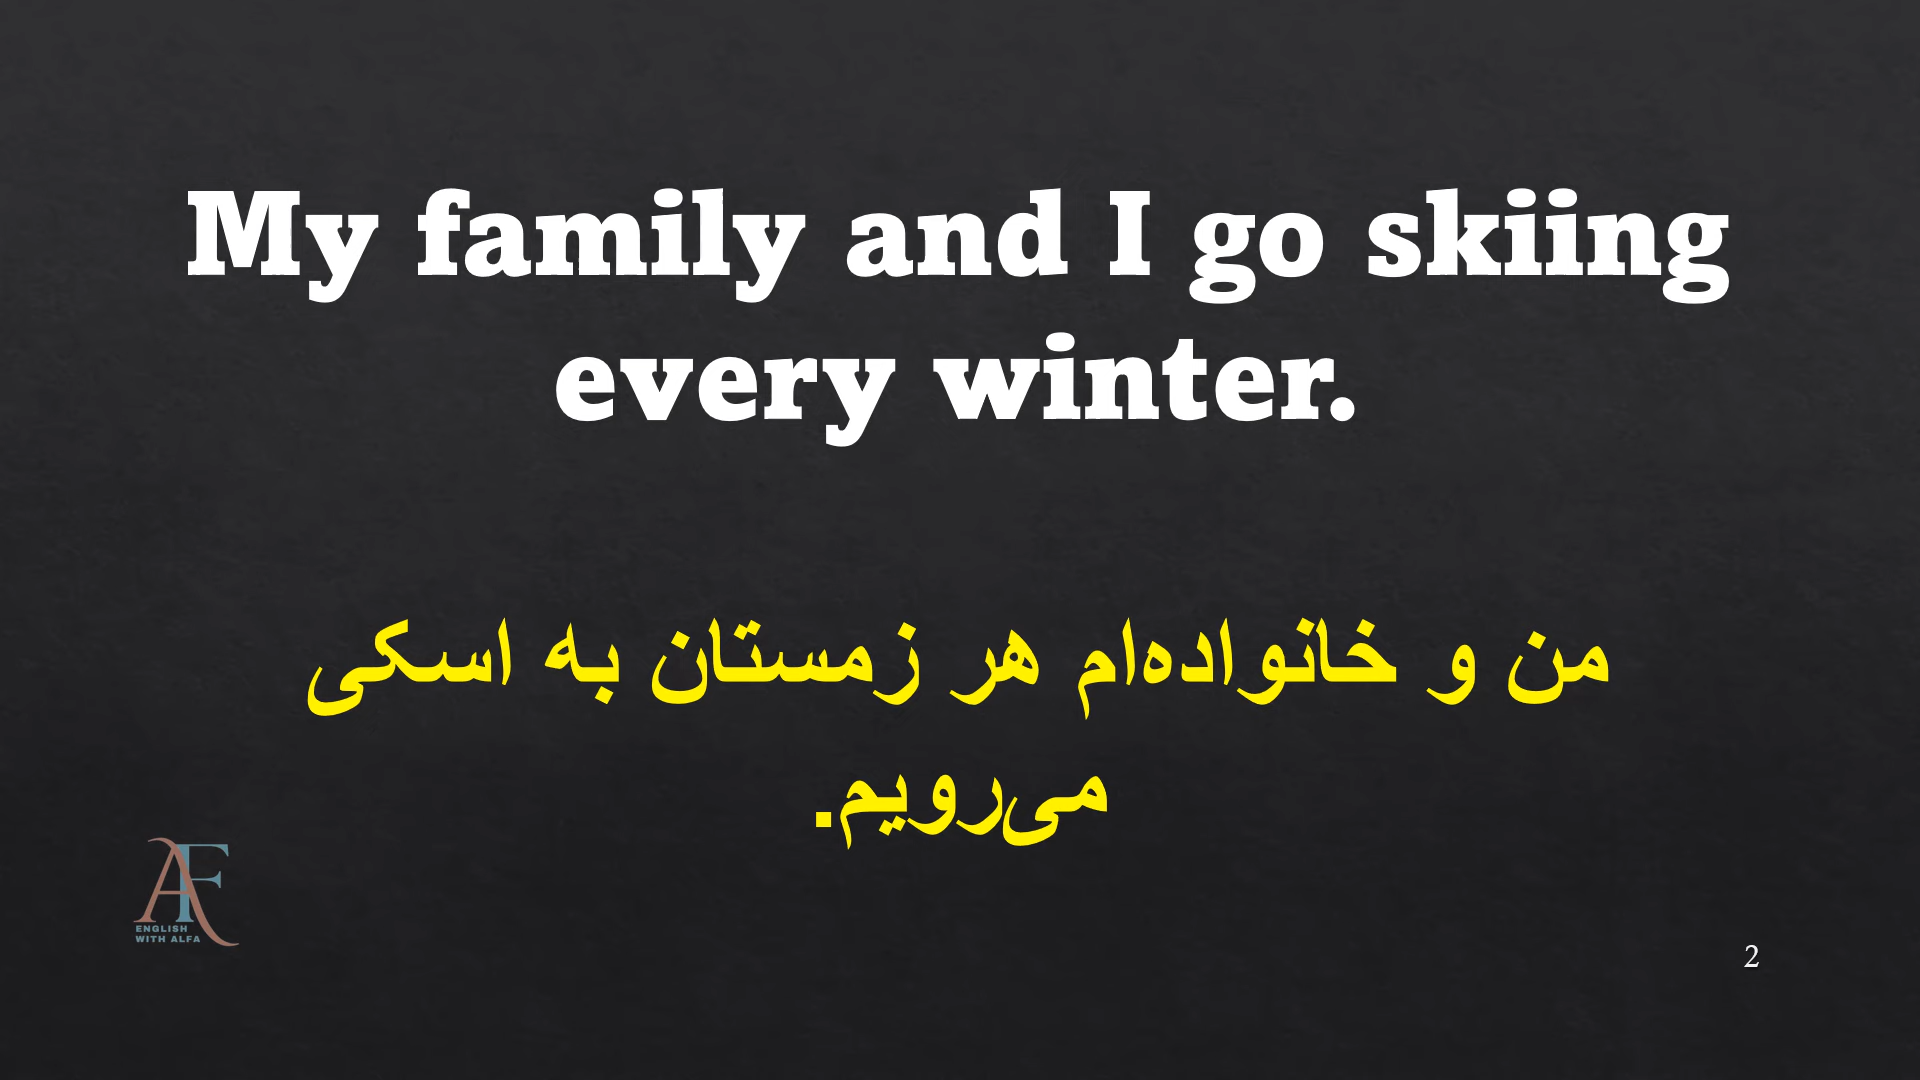 My family and I go skiing
every winter.
من و خانواده‌ام هر زمستان به اسکی
می‌رویم.
AF
ENGLISH
WITH ALFA
2